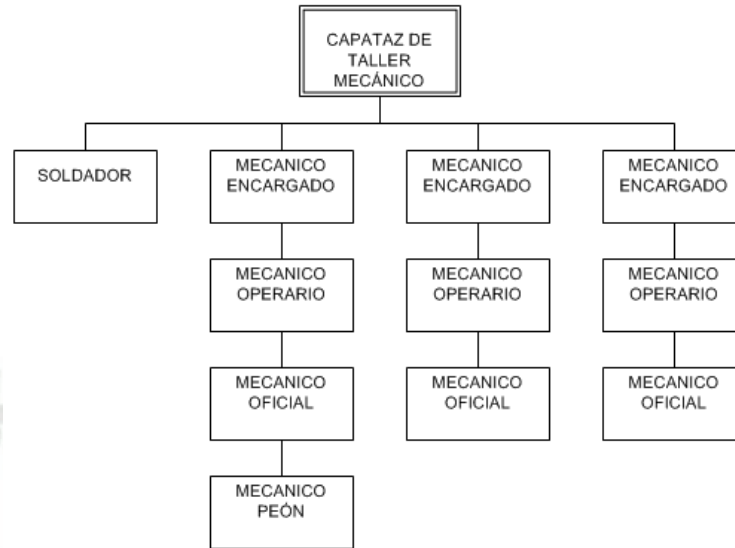 CAPATAZ DE
TALLER
MECÁNICO
SOLDADOR
MECANICO
ENCARGADO
MECANICO
ENCARGADO
MECANICO
ENCARGADO
MECANICO
OPERARIO
MECANICO
OPERARIO
MECANICO
OPERARIO
MECANICO
OFICIAL
MECANICO
OFICIAL
MECANICO
OFICIAL
MECANICO
PEÓN